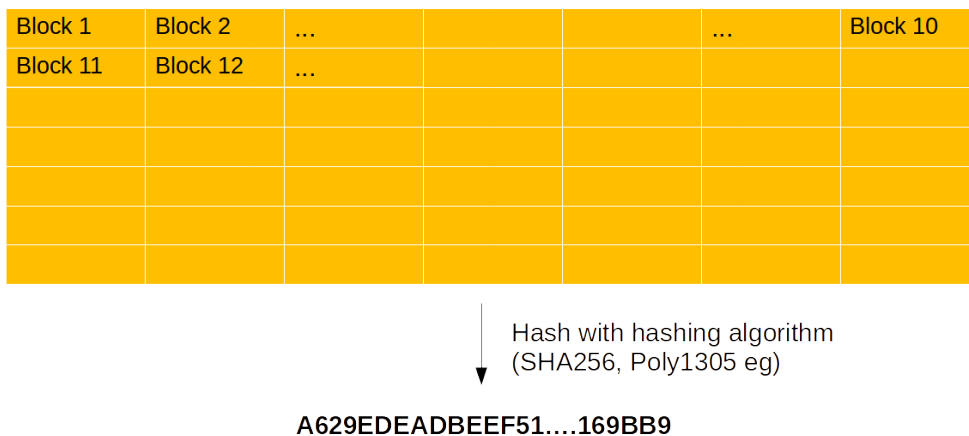 Block 1 Block 2 ... ... Block 10
Block 11 Block 12 ...
Hash with hashing algorithm
(SHA256, Poly1305 eg)
A629EDEADBEEF51....169BB9